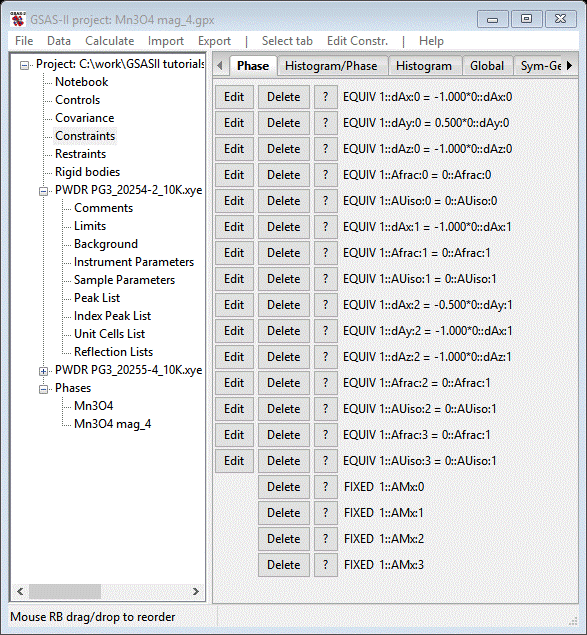 GSAS-II project: Mn3O4 mag_4.gpx
File Data Calculate Import Export | Select tab Edit Constr. | Help
Project: C:\work\GSASII tutorials
Notebook
Controls
Covariance
Constraints
Restraints
Rigid bodies
PWDR PG3_20254-2_10K.xye
Comments
Limits
Background
Instrument Parameters
Sample Parameters
Peak List
Index Peak List
Unit Cells List
Reflection Lists
PWDR PG3_20255-4_10K.xye
Phases
Mn3O4
Mn3O4 mag_4
Phase Histogram/Phase Histogram Global Sym-Ge
Edit Delete ? EQUIV 1::dAx:0 = -1.000*0::dAx:0
Edit Delete ? EQUIV 1::dAy:0 = 0.500*0::dAy:0
Edit Delete ? EQUIV 1::dAz:0 = -1.000*0::dAz:0
Edit Delete ? EQUIV 1::Afrac:0 = 0::Afrac:0
Edit Delete ? EQUIV 1::AUiso:0 = 0::AUiso:0
Edit Delete ? EQUIV 1::dAx:1 = -1.000*0::dAx:1
Edit Delete ? EQUIV 1::Afrac:1 = 0::Afrac:1
Edit Delete ? EQUIV 1::AUiso:1 = 0::AUiso:1
Edit Delete ? EQUIV 1::dAx:2 = -0.500*0::dAy:1
Edit Delete ? EQUIV 1::dAy:2 = -1.000*0::dAx:1
Edit Delete ? EQUIV 1::dAz:2 = -1.000*0::dAz:1
Edit Delete ? EQUIV 1::Afrac:2 = 0::Afrac:1
Edit Delete ? EQUIV 1::AUiso:2 = 0::AUiso:1
Edit Delete ? EQUIV 1::Afrac:3 = 0::Afrac:1
Edit Delete ? EQUIV 1::AUiso:3 = 0::AUiso:1
Delete ? FIXED 1::AMx:0
Delete ? FIXED 1::AMx:1
Delete ? FIXED 1::AMx:2
Delete ? FIXED 1::AMx:3
Mouse RB drag/drop to reorder